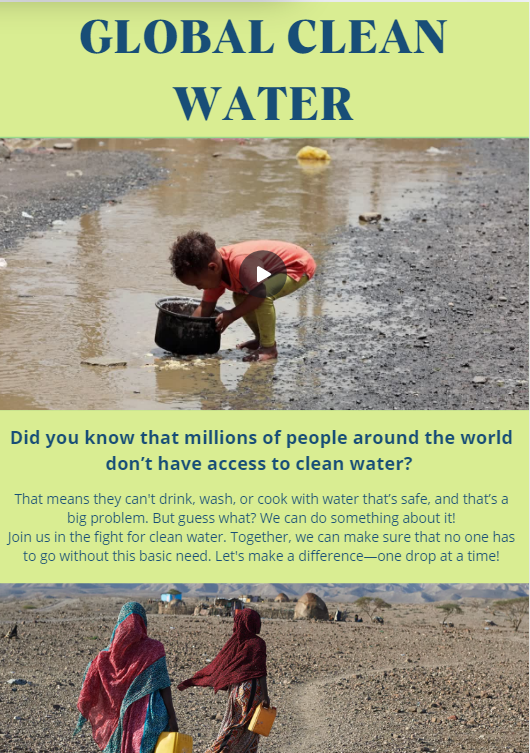 GLOBAL CLEAN
WATER
Did you know that millions of people around the world
don’t have access to clean water?
That means they can't drink, wash, or cook with water that’s safe, and that’s a
big problem. But guess what? We can do something about it!
Join us in the fight for clean water. Together, we can make sure that no one has
to go without this basic need. Let's make a difference—one drop at a time!